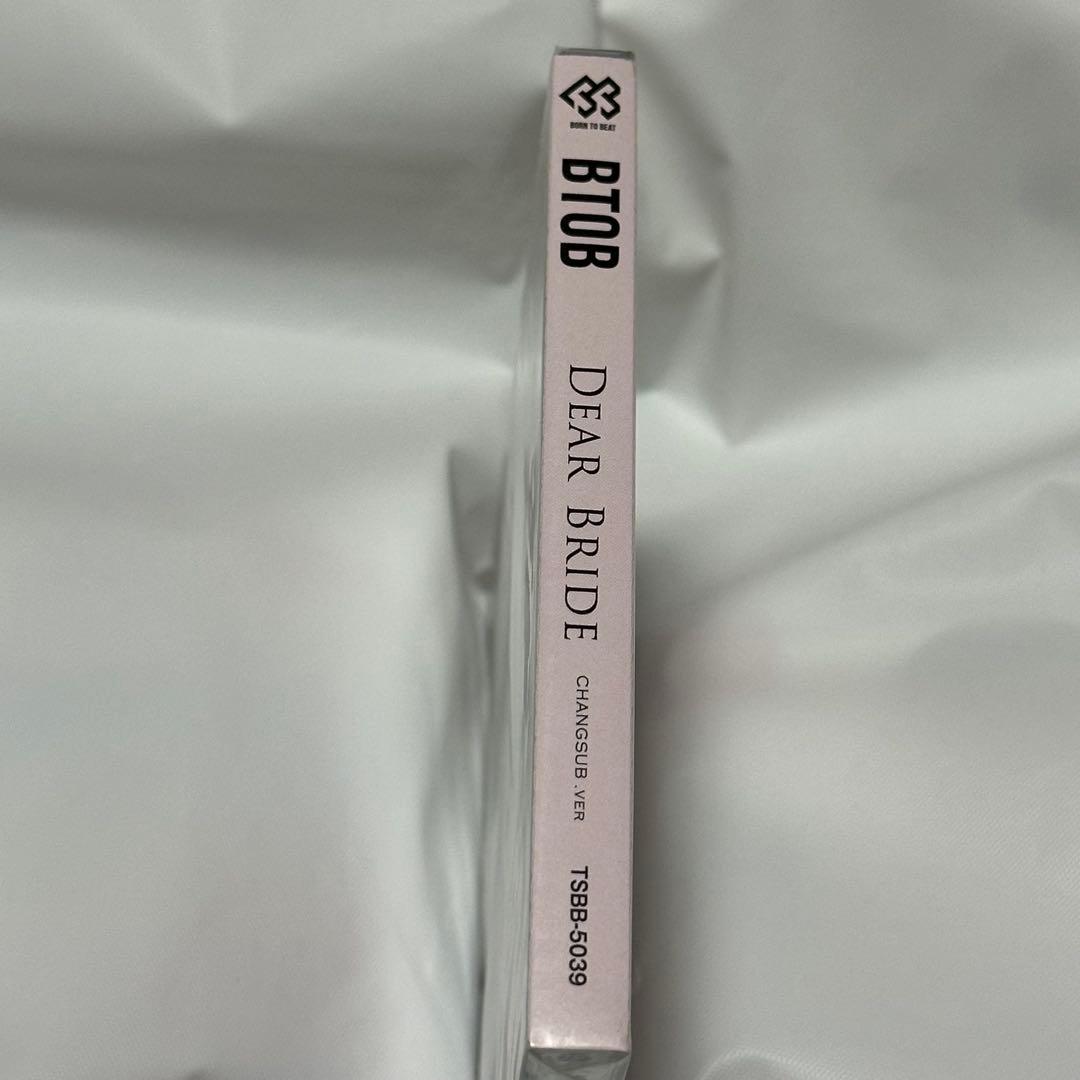 BORN TO BEAT
BTOB
DEAR BRIDE
CHANGSUB .VER
TSBB-5039